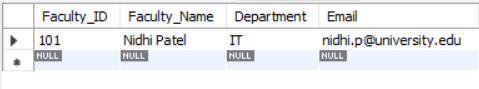 Faculty_ID Faculty_Name Department Email
101 Nidhi Patel IT nidhi.p@university.edu
NULL NULL NULL NULL